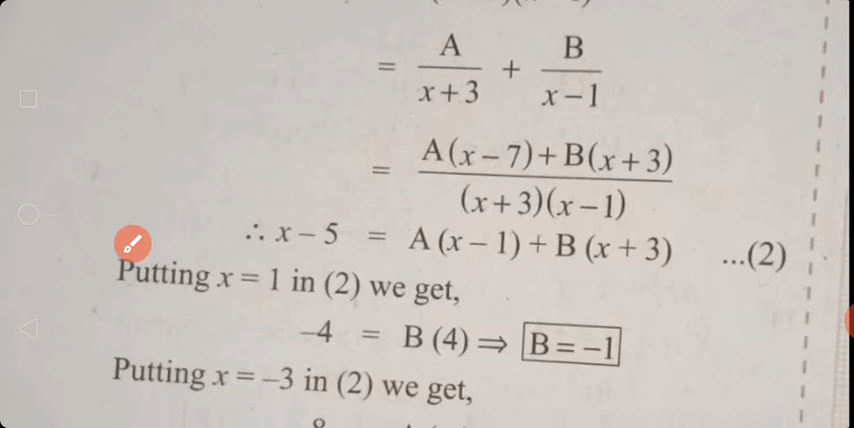 = A/(x+3) + B/(x−1)
= (A(x−7)+B(x+3))/((x+3)(x−1))
∴ x−5 = A(x−1)+B(x+3) ...(2)
Putting x = 1 in (2) we get,
−4 = B(4) ⇒ B = −1
Putting x = −3 in (2) we get,